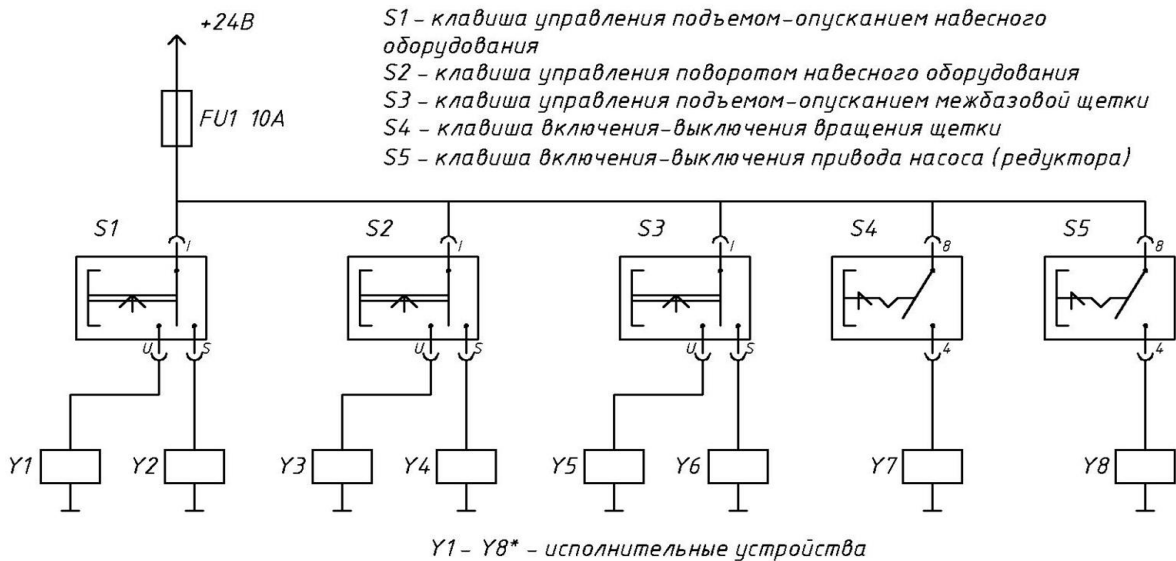 +24В
S1 – клавиша управления подъемом–опусканием навесного
оборудования
S2 – клавиша управления поворотом навесного оборудования
S3 – клавиша управления подъемом–опусканием межбазовой щетки
S4 – клавиша включения–выключения вращения щетки
S5 – клавиша включения–выключения привода насоса (редуктора)
FU1 10А
S1 S2 S3 S4 S5
1 1 1 8 8
U S U S U S 4 4
Y1 Y2 Y3 Y4 Y5 Y6 Y7 Y8
Y1 – Y8* – исполнительные устройства